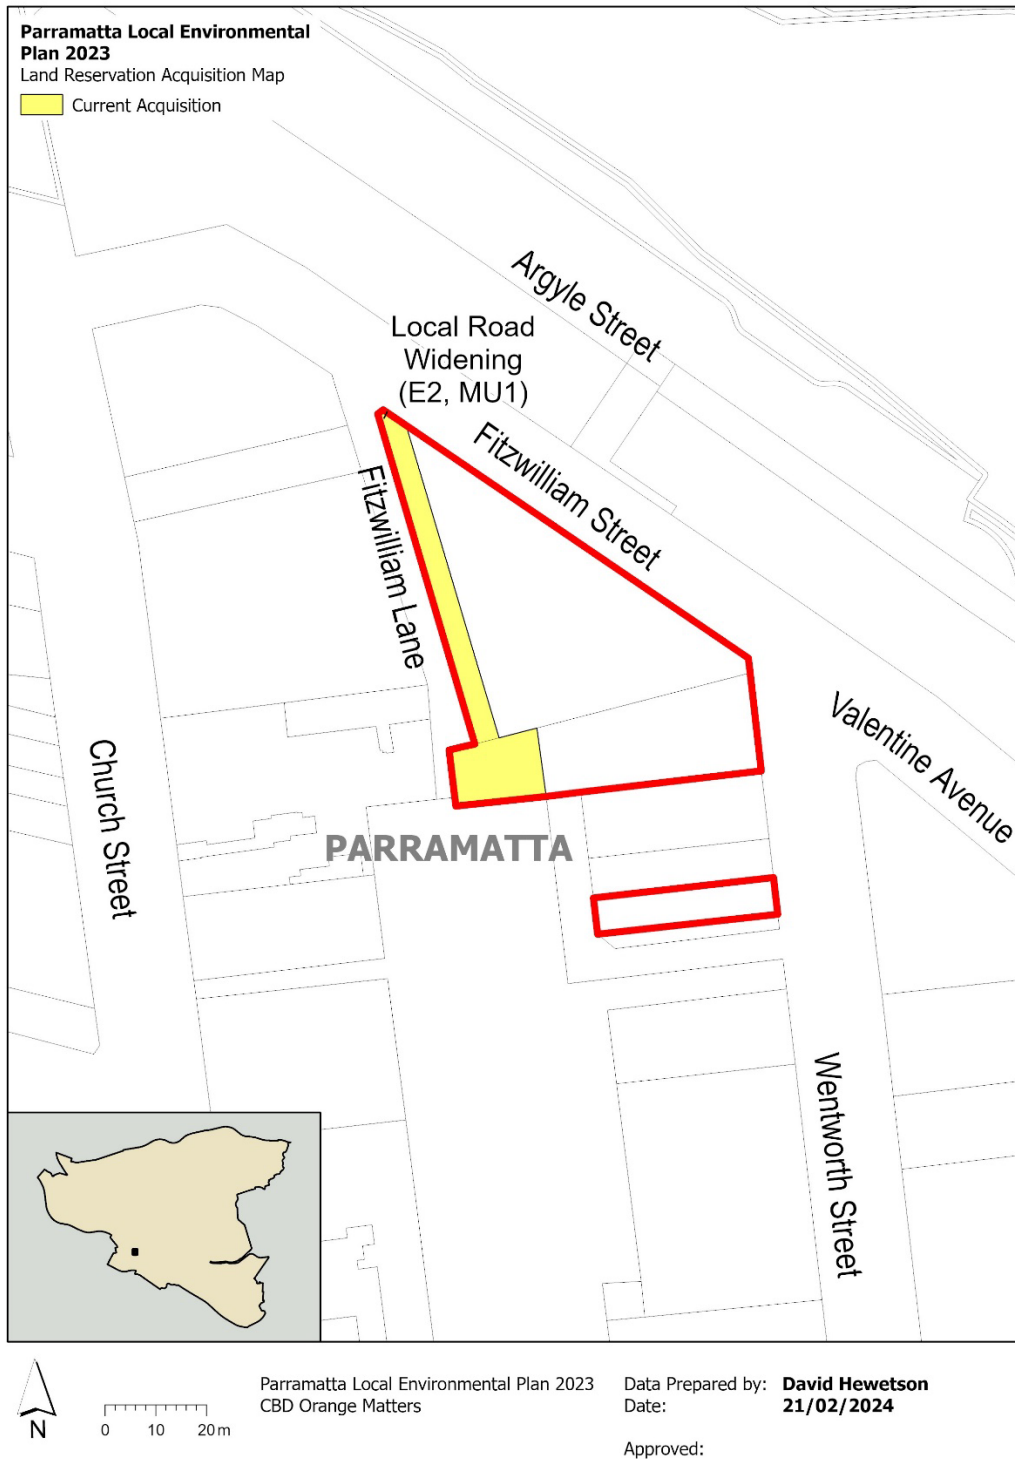 Parramatta Local Environmental
Plan 2023
Land Reservation Acquisition Map
Current Acquisition
Argyle Street
Local Road
Widening
(E2, MU1)
Fitzwilliam Street
Fitzwilliam Lane
Valentine Avenue
Church Street
PARRAMATTA
Wentworth Street
N
0 10 20m
Parramatta Local Environmental Plan 2023
CBD Orange Matters
Data Prepared by: David Hewetson
Date: 21/02/2024
Approved: